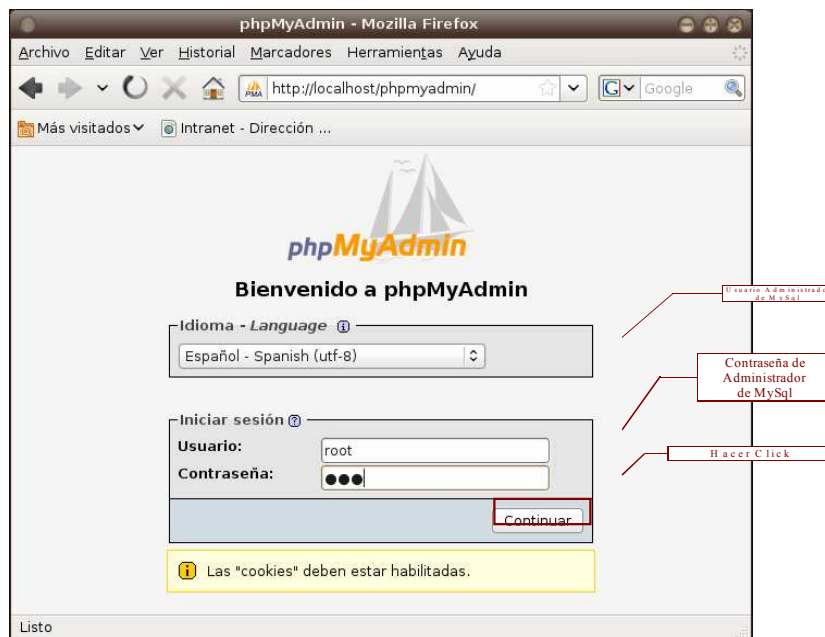 phpMyAdmin - Mozilla Firefox
Archivo Editar Ver Historial Marcadores Herramientas Ayuda
http://localhost/phpmyadmin/
Google
Más visitados
Intranet - Dirección ...
phpMyAdmin
Bienvenido a phpMyAdmin
Idioma - Language
Español - Spanish (utf-8)
Iniciar sesión
Usuario: root
Contraseña: ●●●
Continuar
Las "cookies" deben estar habilitadas.
Listo
Usuario Administrado
de MySql
Contraseña de
Administrador
de MySql
Hacer Click